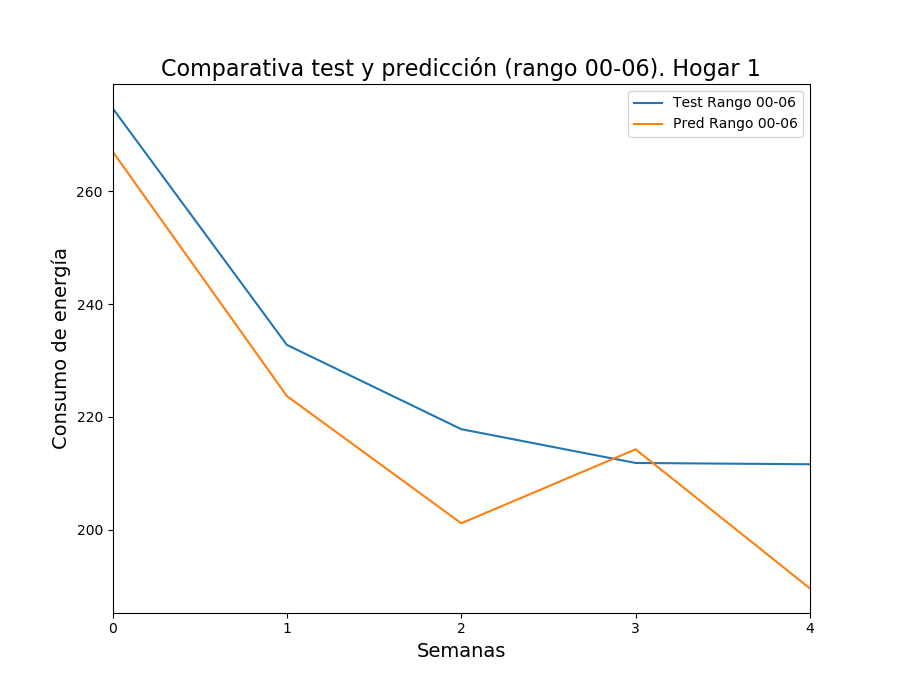 Comparativa test y predicción (rango 00-06). Hogar 1
Test Rango 00-06
Pred Rango 00-06
Consumo de energía
260
240
220
200
0 1 2 3 4
Semanas